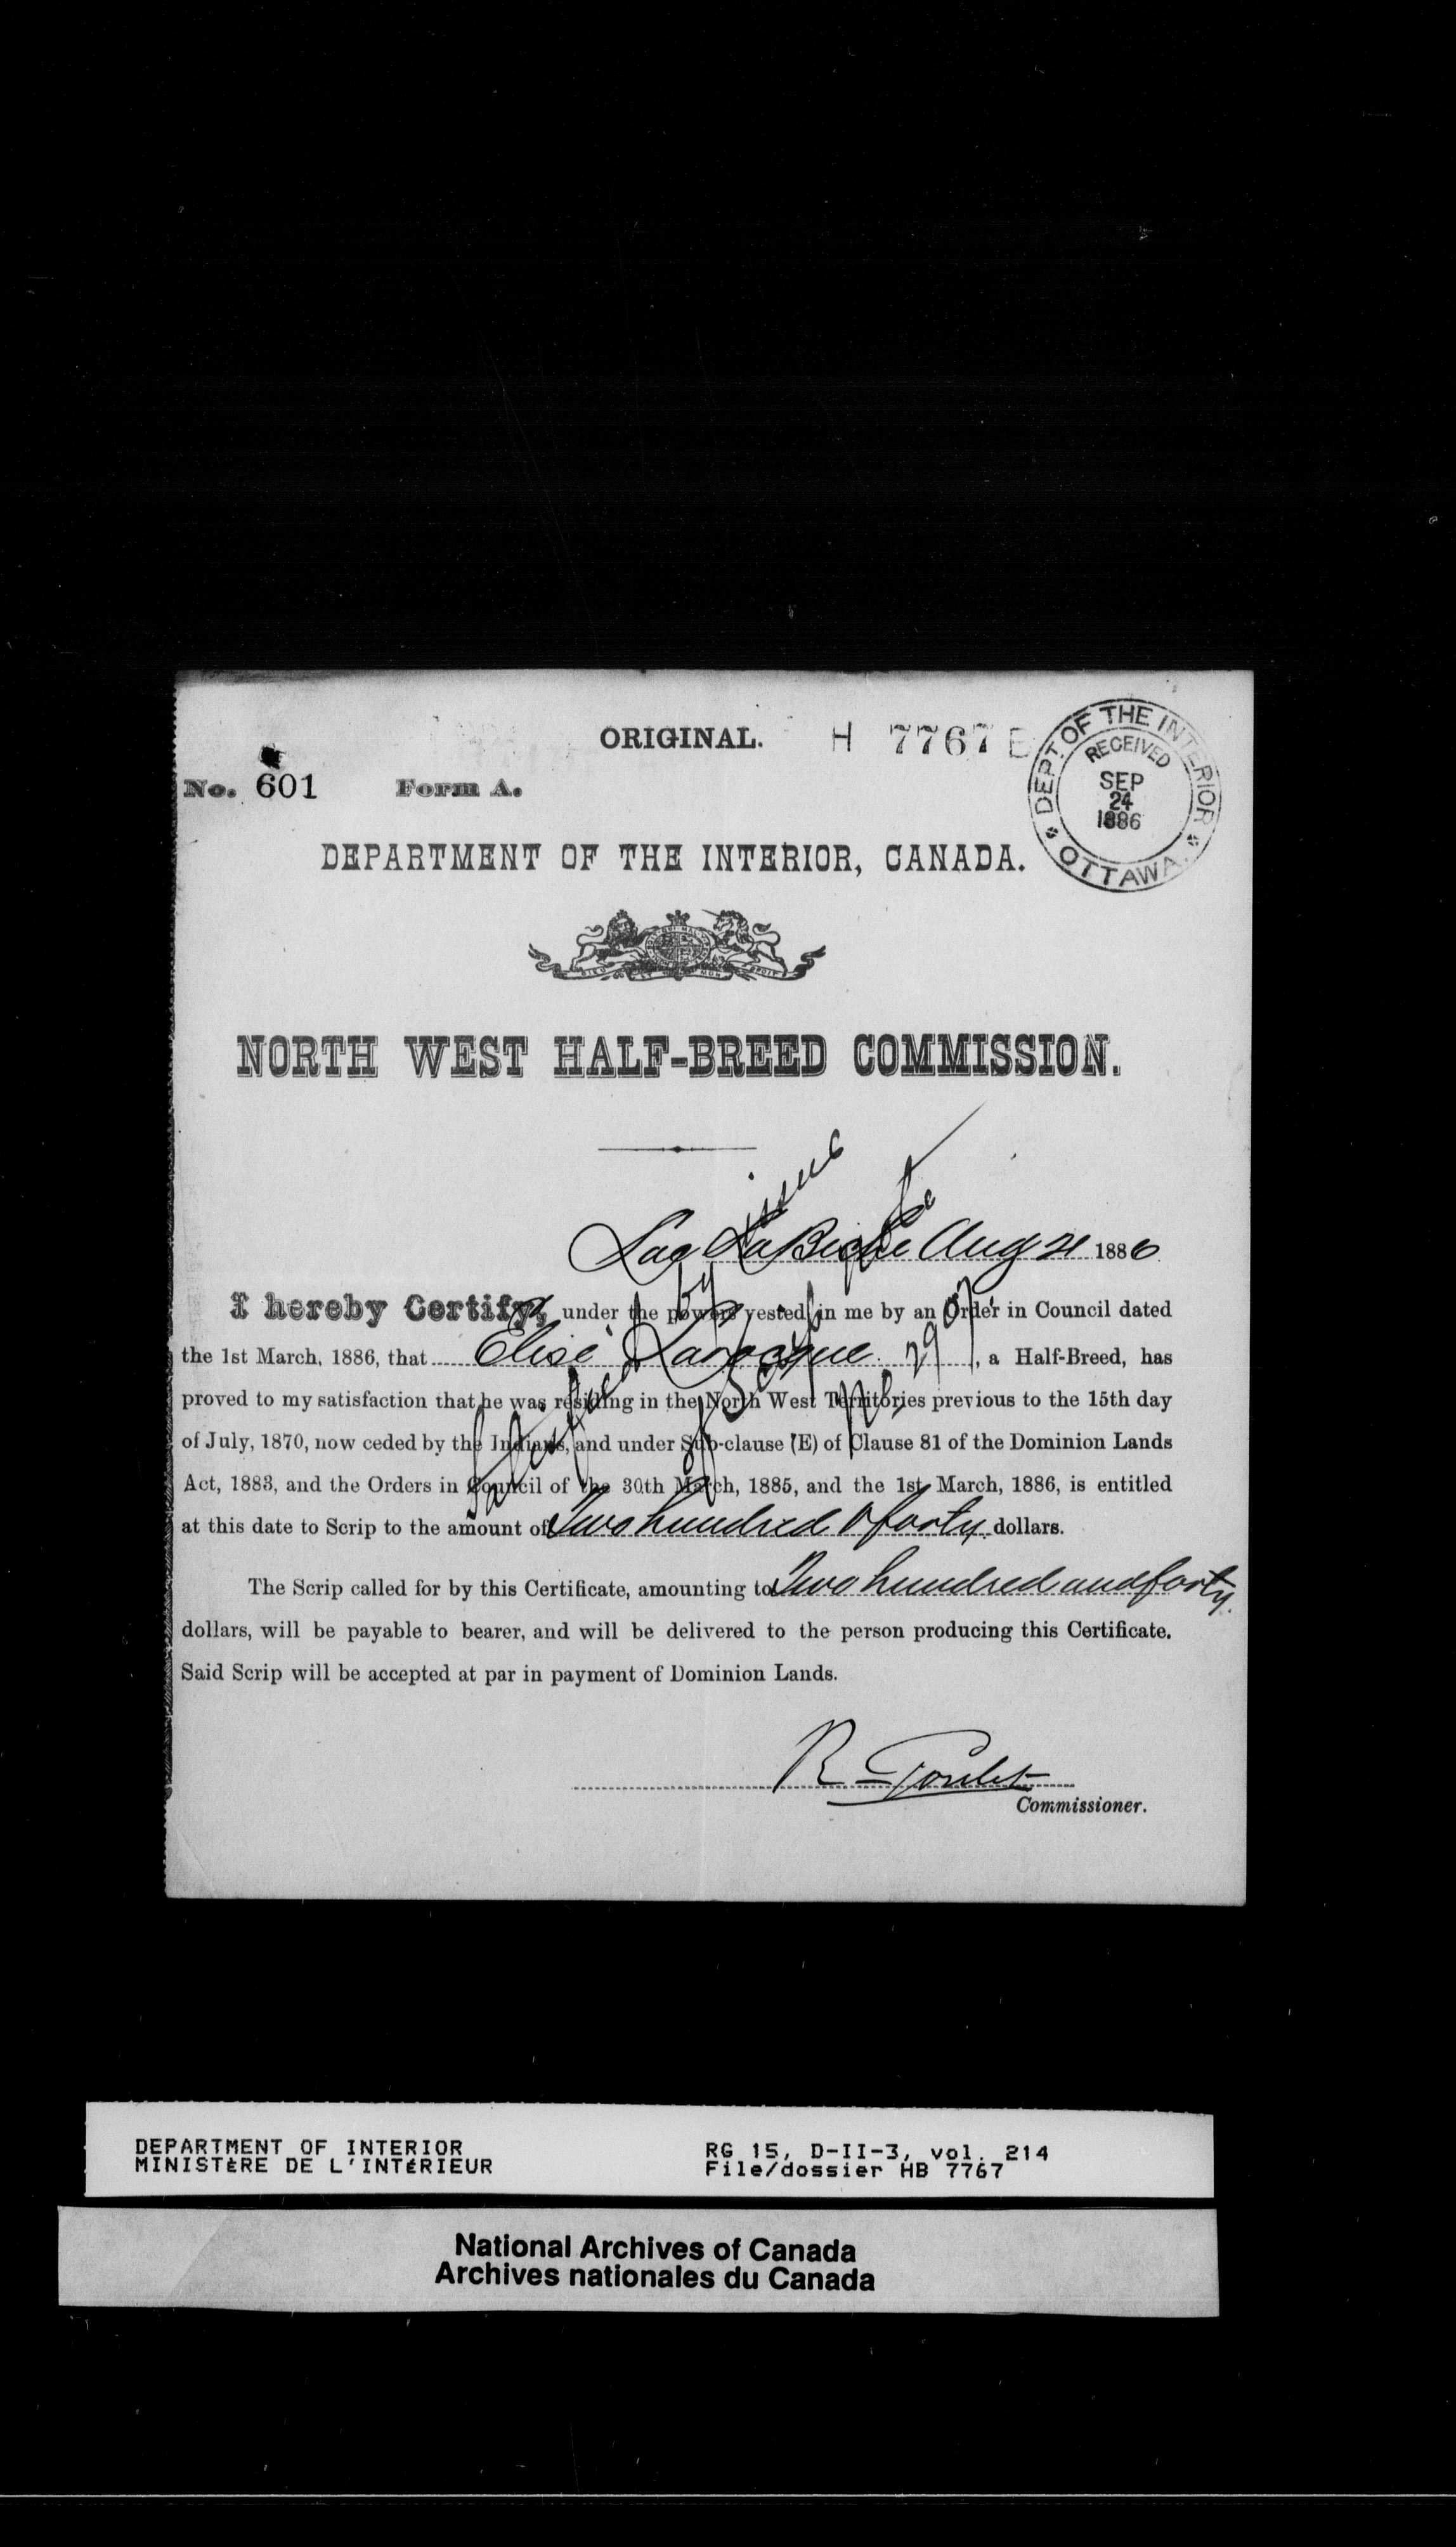 ORIGINAL.
H 7767
DEPT OF THE INTERIOR
RECEIVED
SEP
24
1886
OTTAWA.
No. 601 Form A.
DEPARTMENT OF THE INTERIOR, CANADA.
NORTH WEST HALF-BREED COMMISSION.
Lac La Biche Aug 21 1886
I hereby Certify, under the powers vested in me by an Order in Council dated
the 1st March, 1886, that Elise Larocque, a Half-Breed, has
proved to my satisfaction that he was residing in the North West Territories previous to the 15th day
of July, 1870, now ceded by the Indians, and under Sub-clause (E) of Clause 81 of the Dominion Lands
Act, 1883, and the Orders in Council of the 30th March, 1885, and the 1st March, 1886, is entitled
at this date to Scrip to the amount of Two hundred & forty dollars.
The Scrip called for by this Certificate, amounting to Two hundred and forty
dollars, will be payable to bearer, and will be delivered to the person producing this Certificate.
Said Scrip will be accepted at par in payment of Dominion Lands.
Satisfied by issue
of Scrip
No.
R Goulet
Commissioner.
DEPARTMENT OF INTERIOR
MINISTÈRE DE L'INTÉRIEUR
RG 15, D-II-3, vol. 214
File/dossier HB 7767
National Archives of Canada
Archives nationales du Canada